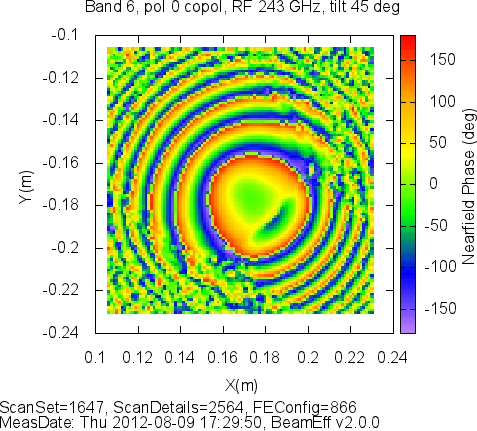 Band 6, pol 0 copol, RF 243 GHz, tilt 45 deg
-0.1
-0.12
-0.14
-0.16
-0.18
-0.2
-0.22
-0.24
Y(m)
0.1 0.12 0.14 0.16 0.18 0.2 0.22 0.24
X(m)
150
100
50
0
-50
-100
-150
Nearfield Phase (deg)
ScanSet=1647, ScanDetails=2564, FEConfig=866
MeasDate: Thu 2012-08-09 17:29:50, BeamEff v2.0.0